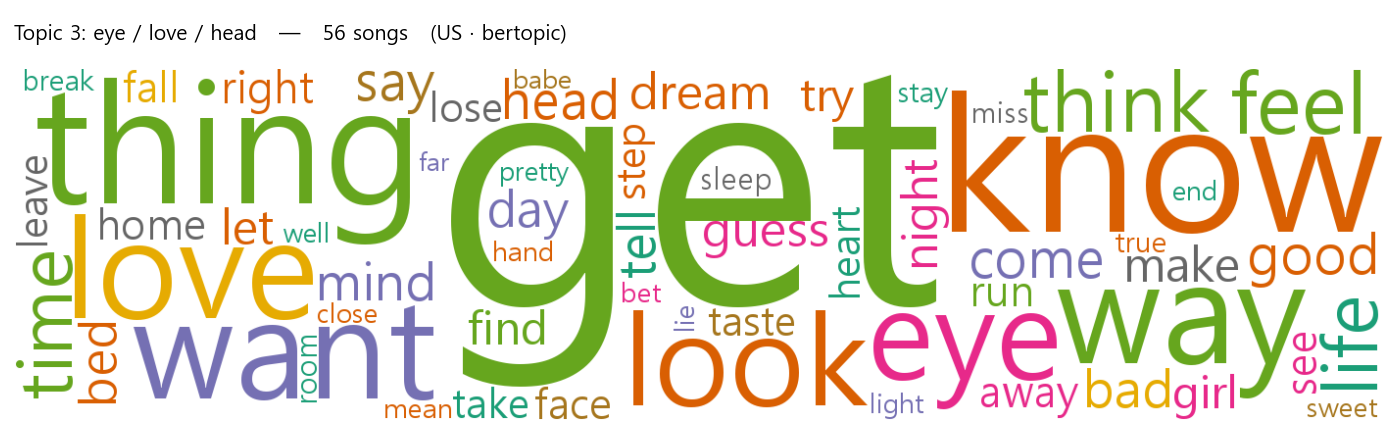 Topic 3: eye / love / head — 56 songs (US · bertopic)
break fall right say babe lose head dream try stay miss think feel
thing get know
leave far pretty step sleep night end
day guess heart
home let well hand tell true
love mind bet come make good
time close find lie taste run way
bed want room look eye see life
mean take face light away bad girl sweet